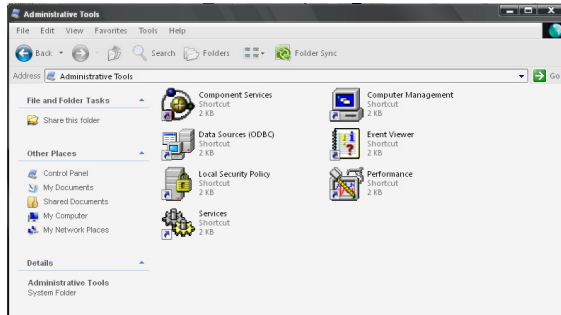 Administrative Tools
File Edit View Favorites Tools Help
Back Search Folders Folder Sync
Address Administrative Tools Go
File and Folder Tasks
Share this folder
Other Places
Control Panel
My Documents
Shared Documents
My Computer
My Network Places
Details
Administrative Tools
System Folder
Component Services
Shortcut
2 KB
Computer Management
Shortcut
2 KB
Data Sources (ODBC)
Shortcut
2 KB
Event Viewer
Shortcut
2 KB
Local Security Policy
Shortcut
2 KB
Performance
Shortcut
2 KB
Services
Shortcut
2 KB